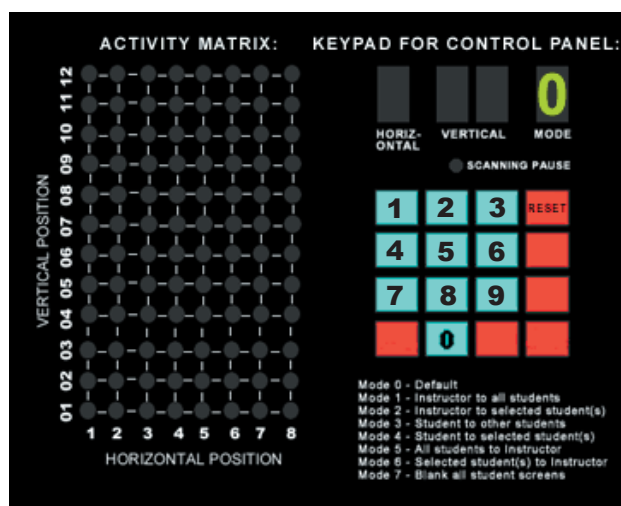 ACTIVITY MATRIX:
12
11
10
09
08
07
06
05
04
03
02
01
VERTICAL POSITION
1 2 3 4 5 6 7 8
HORIZONTAL POSITION
KEYPAD FOR CONTROL PANEL:
0
HORIZ-
ONTAL
VERTICAL
MODE
SCANNING PAUSE
1 2 3 RESET
4 5 6
7 8 9
0
Mode 0 - Default
Mode 1 - Instructor to all students
Mode 2 - Instructor to selected student(s)
Mode 3 - Student to other students
Mode 4 - Student to selected student(s)
Mode 5 - All students to Instructor
Mode 6 - Selected student(s) to Instructor
Mode 7 - Blank all student screens